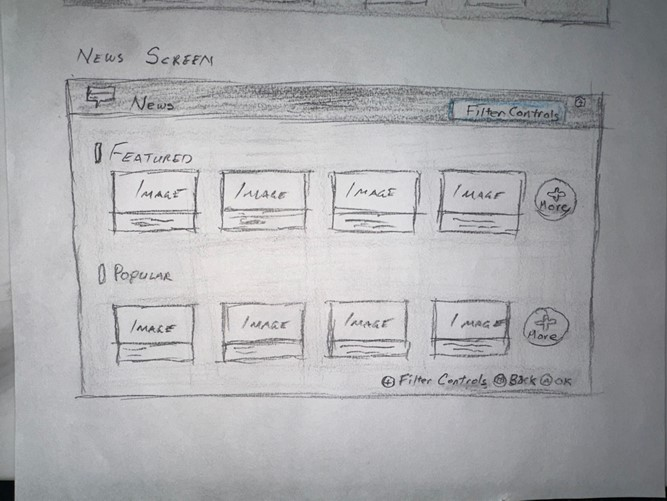 News Screen
News
Filter Controls
Featured
Image Image Image Image
More
Popular
Image Image Image Image
More
Filter Controls Back OK